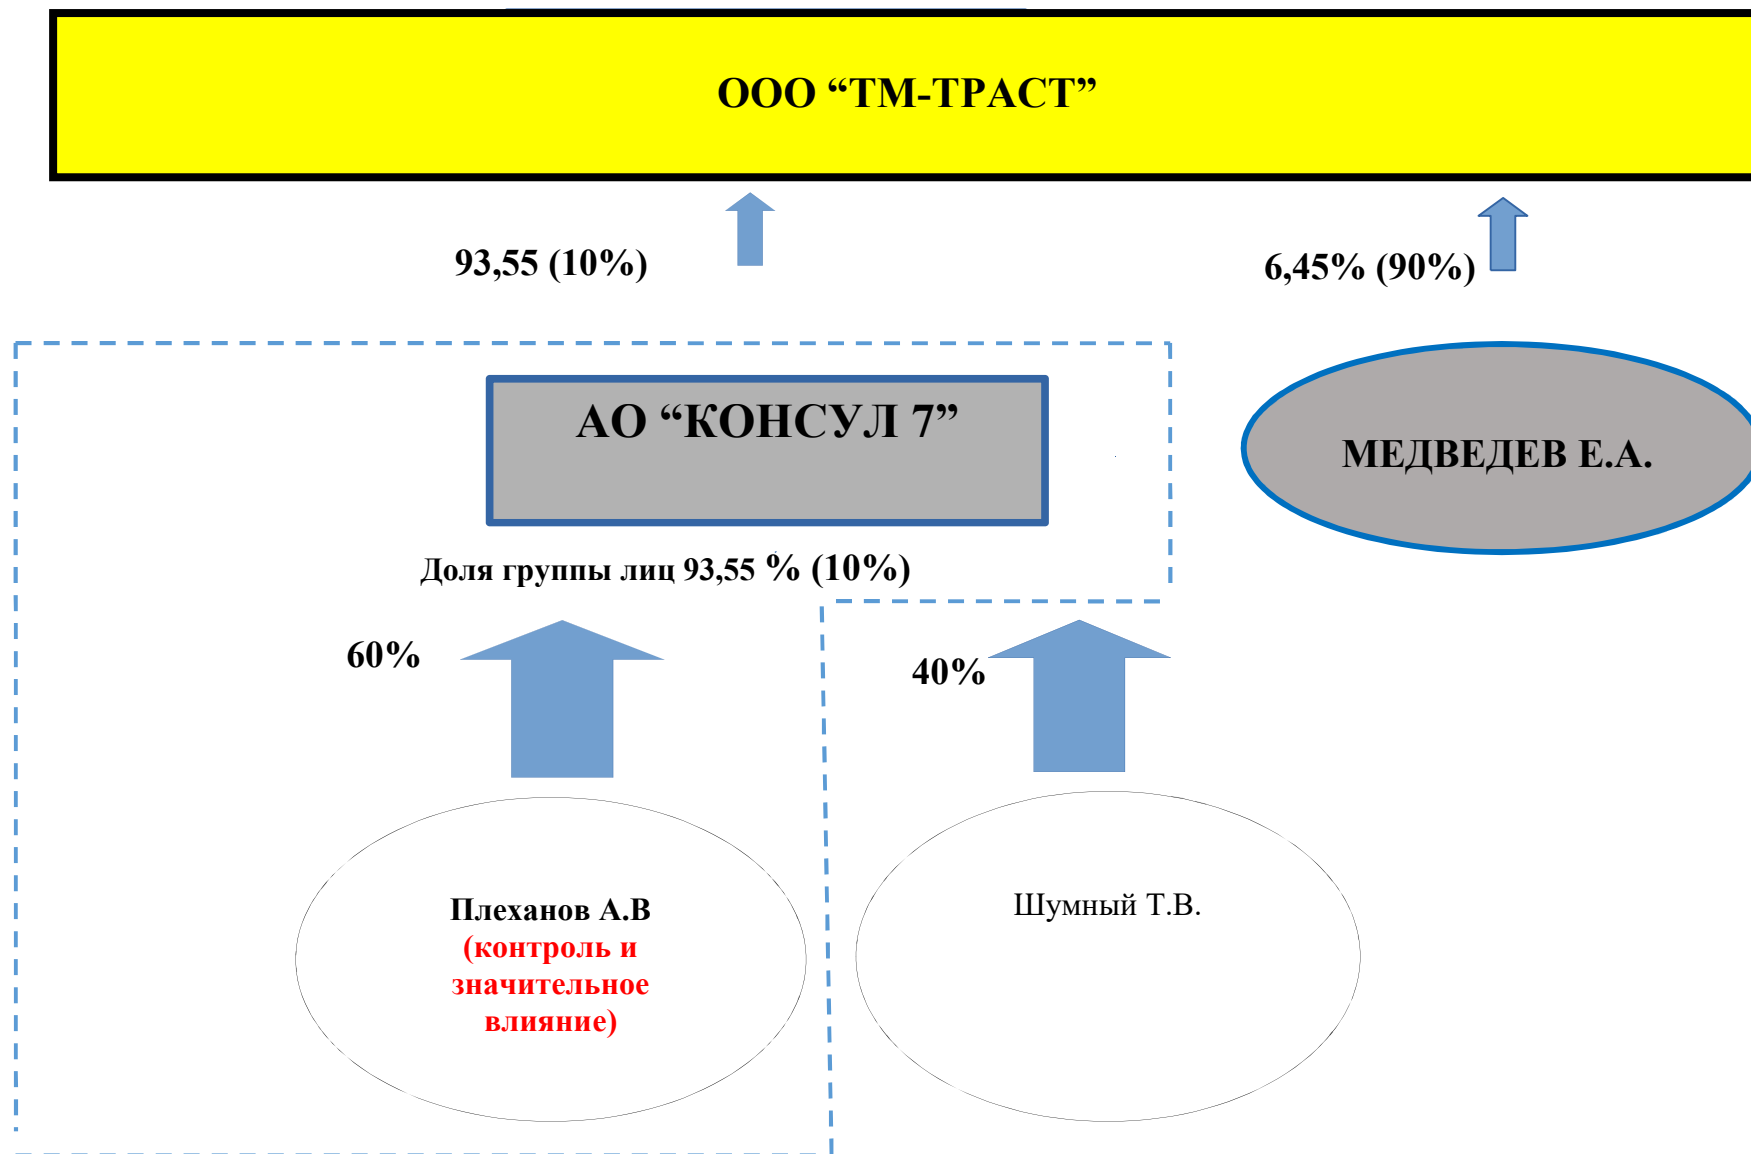 ООО “ТМ-ТРАСТ”
93,55 (10%)
6,45% (90%)
АО “КОНСУЛ 7”
МЕДВЕДЕВ Е.А.
Доля группы лиц 93,55 % (10%)
60%
40%
Плеханов А.В
(контроль и
значительное
влияние)
Шумный Т.В.